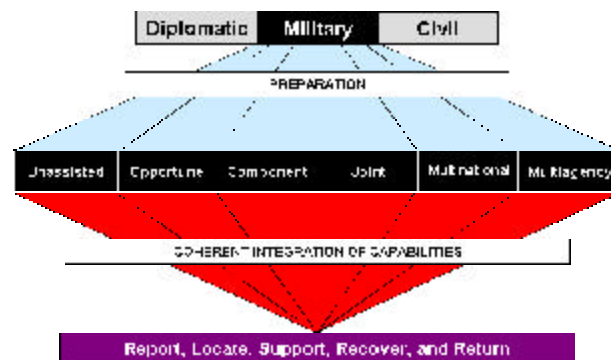 Diplomatic Military Civil
PREPARATION
Unassisted Opportune Component Joint Multinational Multiagency
COHERENT INTEGRATION OF CAPABILITIES
Report, Locate, Support, Recover, and Return